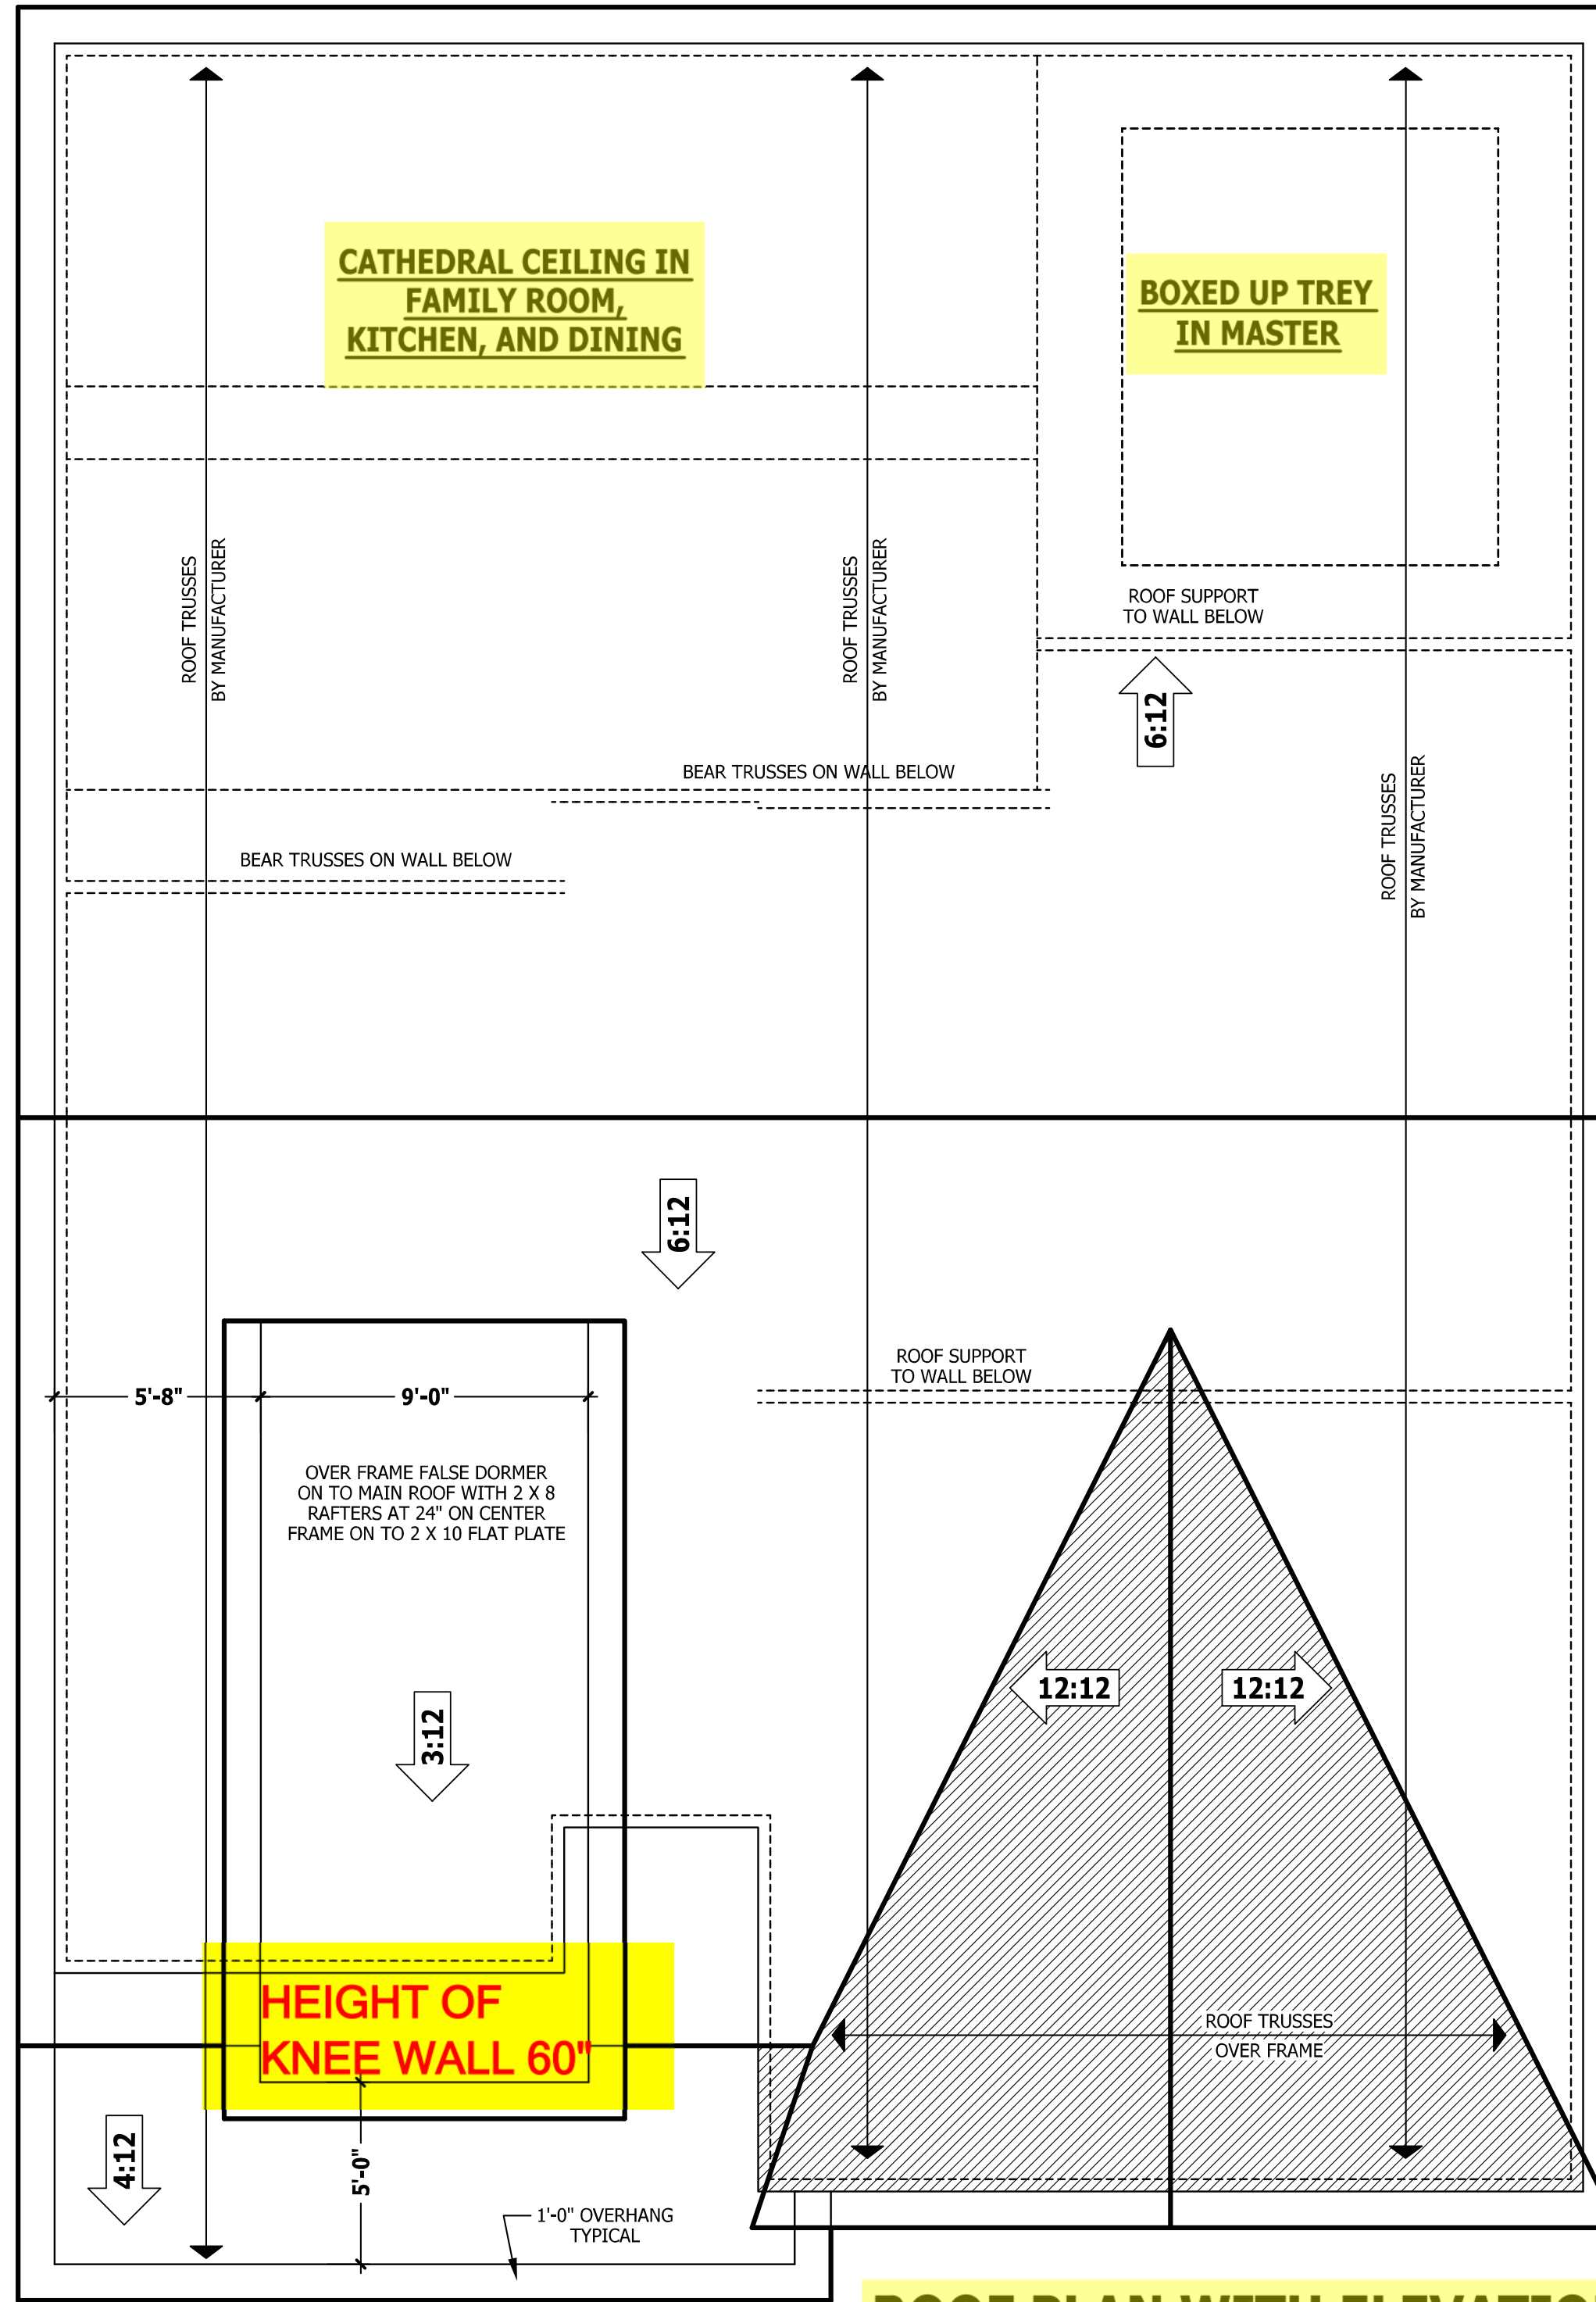 CATHEDRAL CEILING IN
FAMILY ROOM,
KITCHEN, AND DINING
BOXED UP TREY
IN MASTER
ROOF TRUSSES
BY MANUFACTURER
ROOF TRUSSES
BY MANUFACTURER
ROOF SUPPORT
TO WALL BELOW
6:12
BEAR TRUSSES ON WALL BELOW
ROOF TRUSSES
BY MANUFACTURER
BEAR TRUSSES ON WALL BELOW
6:12
ROOF SUPPORT
TO WALL BELOW
5'-8"
9'-0"
OVER FRAME FALSE DORMER
ON TO MAIN ROOF WITH 2 X 8
RAFTERS AT 24" ON CENTER
FRAME ON TO 2 X 10 FLAT PLATE
12:12
12:12
3:12
HEIGHT OF
KNEE WALL 60"
ROOF TRUSSES
OVER FRAME
4:12
5'-0"
1'-0" OVERHANG
TYPICAL
ROOF PLAN WITH